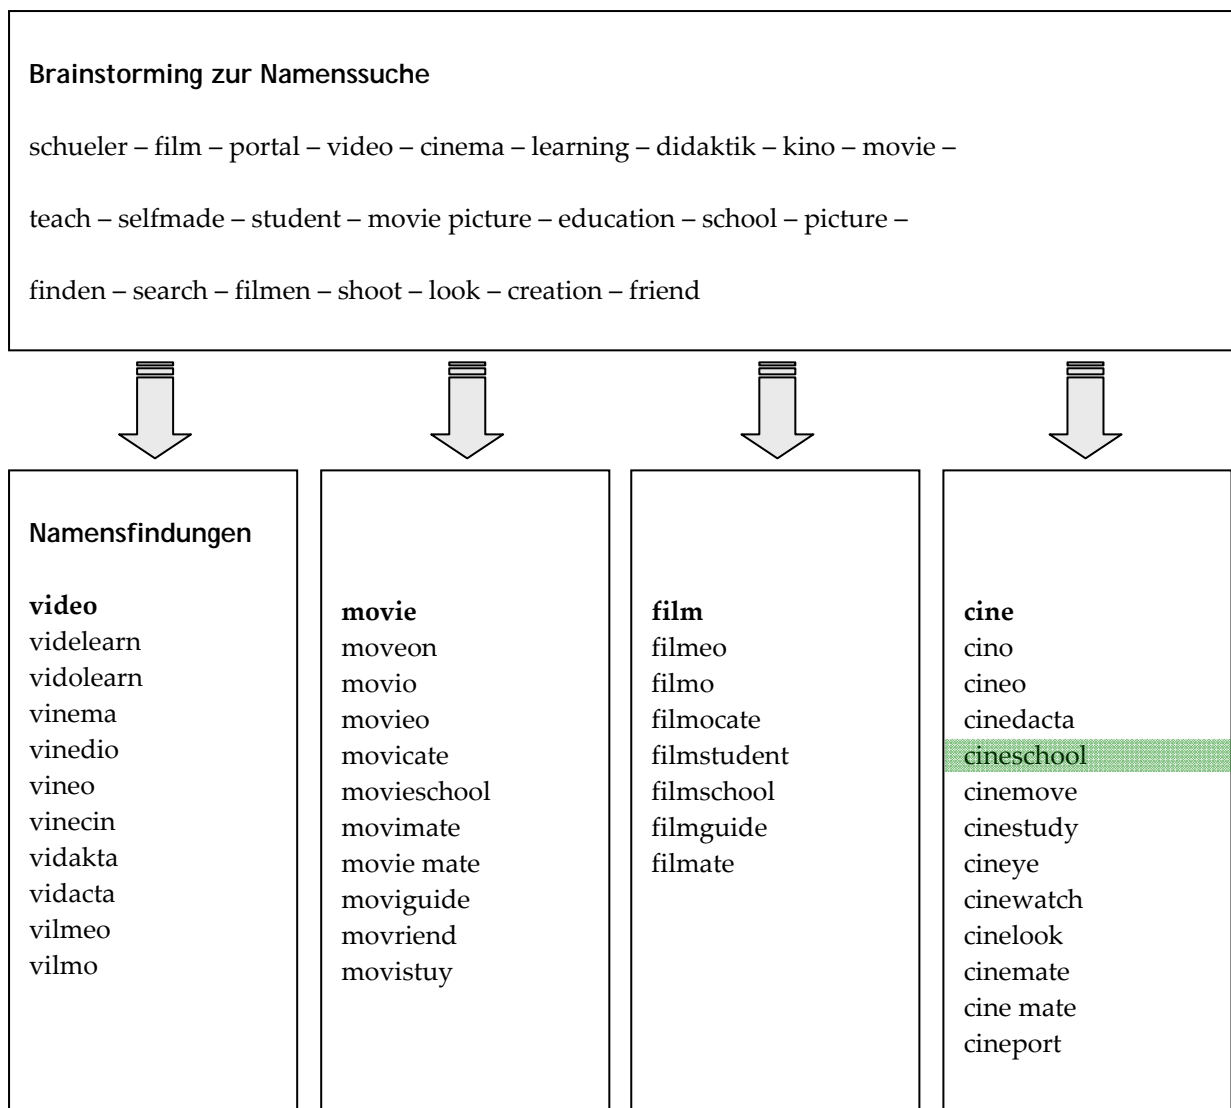 Brainstorming zur Namenssuche
schueler – film – portal – video – cinema – learning – didaktik – kino – movie –
teach – selfmade – student – movie picture – education – school – picture –
finden – search – filmen – shoot – look – creation – friend
Namensfindungen
video
videlearn
vidolearn
vinema
vinedio
vineo
vinecin
vidakta
vidacta
vilmeo
vilmo
movie
moveon
movio
movieo
movicate
movieschool
movimate
movie mate
moviguide
movriend
movistuy
film
filmeo
filmo
filmocate
filmstudent
filmschool
filmguide
filmate
cine
cino
cineo
cinedacta
cineschool
cinemove
cinestudy
cineye
cinewatch
cinelook
cinemate
cine mate
cineport